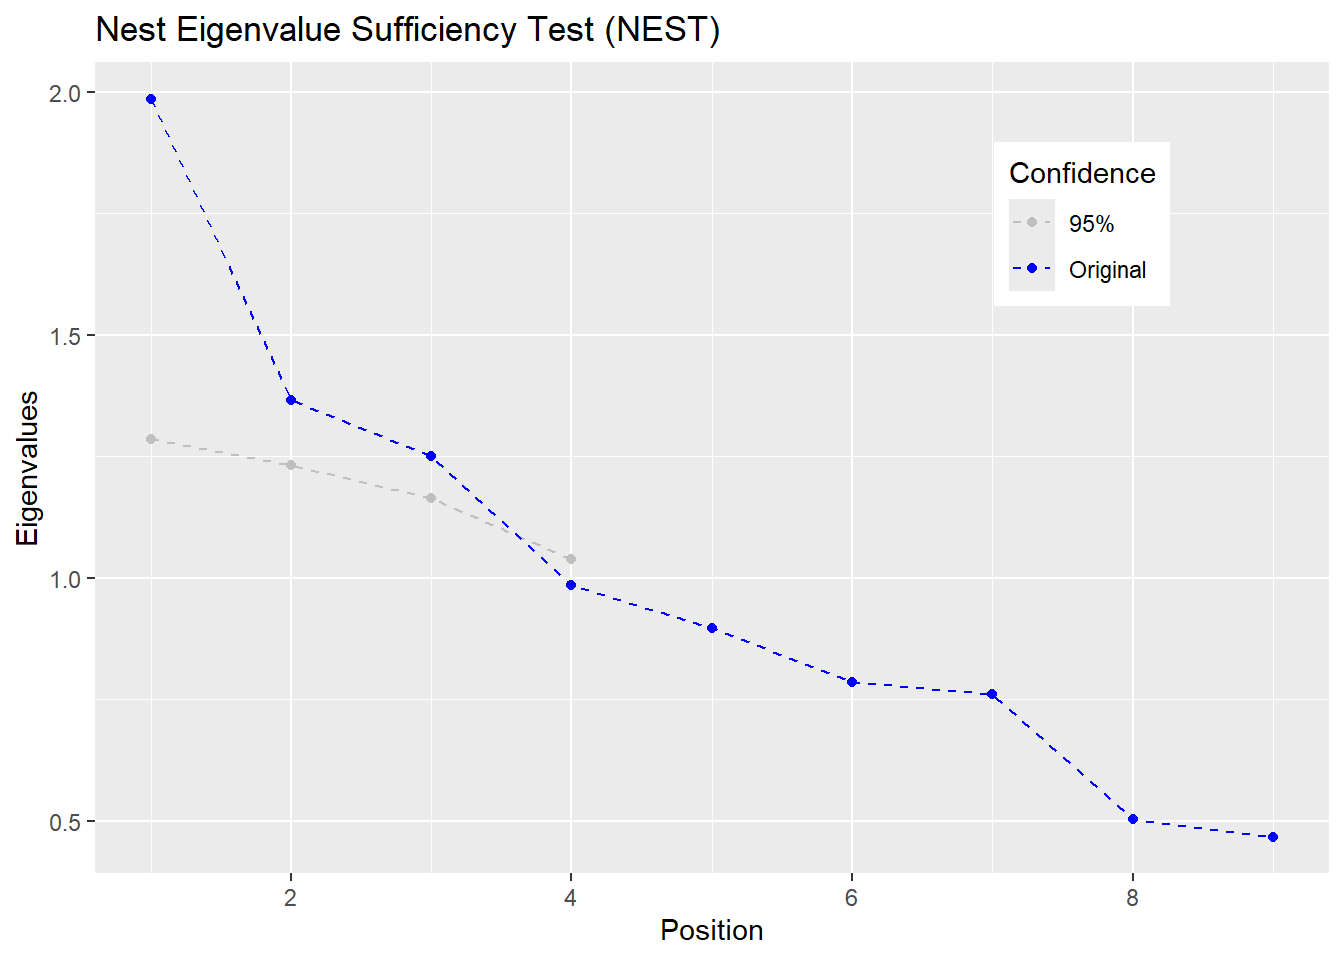 Nest Eigenvalue Sufficiency Test (NEST)
2.0
1.5
1.0
0.5
Eigenvalues
Confidence
95%
Original
2 4 6 8
Position